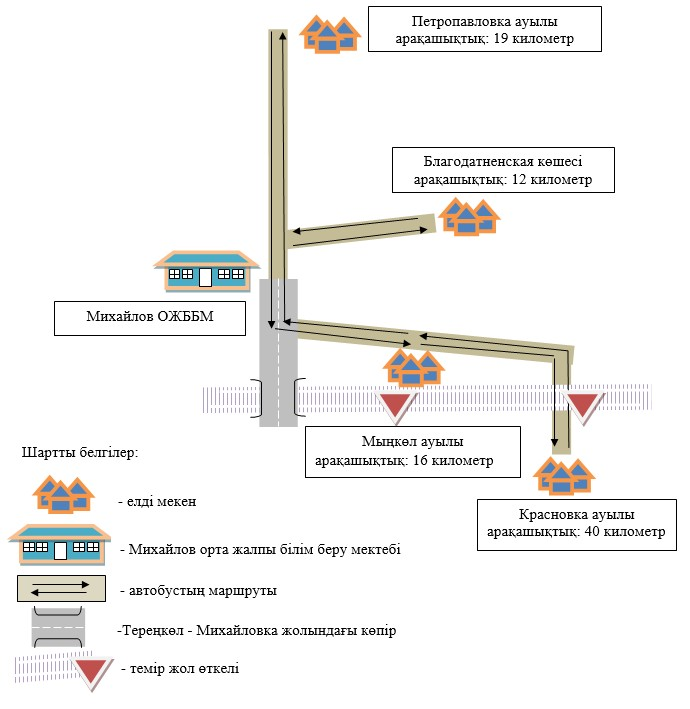 Петропавловка ауылы
арақашықтық: 19 километр
Благодатненская көшесі
арақашықтық: 12 километр
Михайлов ОЖББМ
Мыңкөл ауылы
арақашықтық: 16 километр
Шартты белгілер:
Красновка ауылы
арақашықтық: 40 километр
- елді мекен
- Михайлов орта жалпы білім беру мектебі
- автобустың маршруты
-Тереңкөл - Михайловка жолындағы көпір
- темір жол өткелі